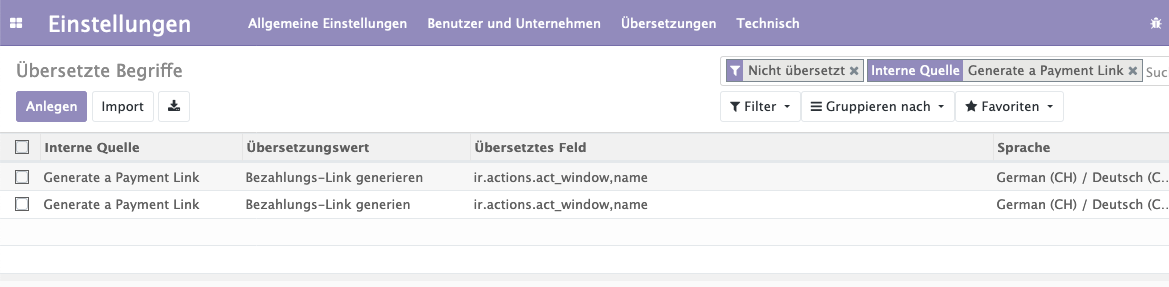 Einstellungen Allgemeine Einstellungen Benutzer und Unternehmen Übersetzungen Technisch
Übersetzte Begriffe
Nicht übersetzt Interne Quelle Generate a Payment Link Suc
Anlegen Import Filter Gruppieren nach Favoriten
Interne Quelle Übersetzungswert Übersetztes Feld Sprache
Generate a Payment Link Bezahlungs-Link generieren ir.actions.act_window,name German (CH) / Deutsch (C...
Generate a Payment Link Bezahlungs-Link generien ir.actions.act_window,name German (CH) / Deutsch (C...